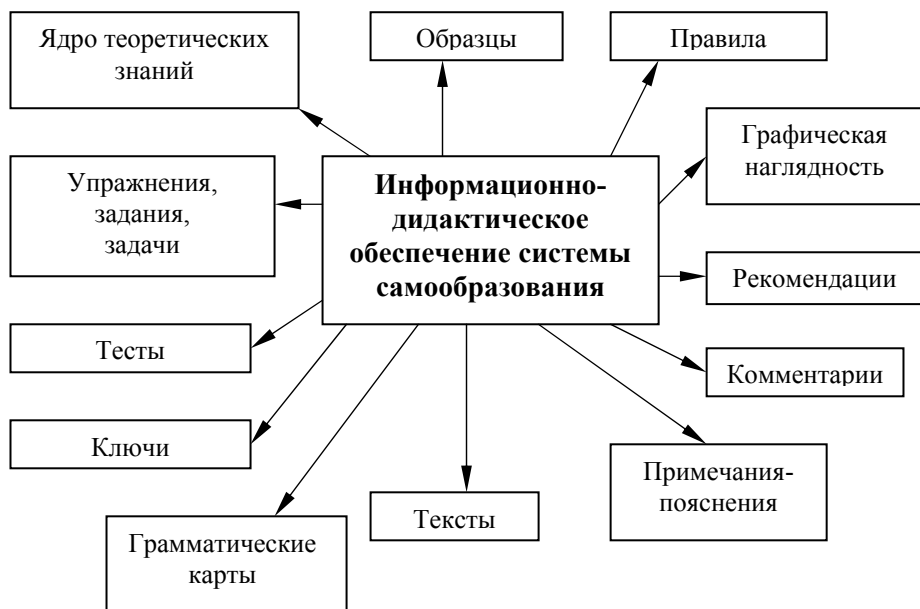 Ядро теоретических
знаний
Образцы
Правила
Графическая
наглядность
Упражнения,
задания,
задачи
Информационно-
дидактическое
обеспечение системы
самообразования
Рекомендации
Тесты
Комментарии
Ключи
Примечания-
пояснения
Тексты
Грамматические
карты